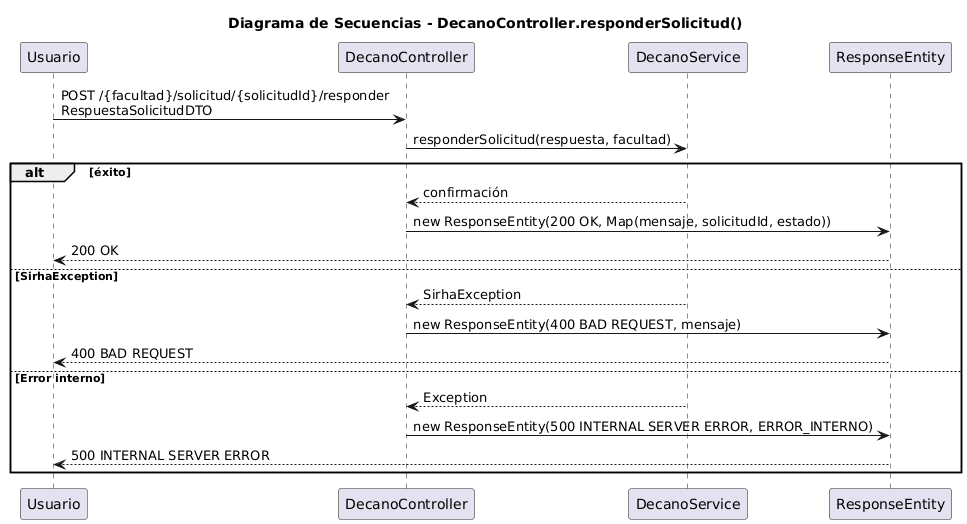 Diagrama de Secuencias - DecanoController.responderSolicitud()
Usuario
DecanoController
DecanoService
ResponseEntity
POST /{facultad}/solicitud/{solicitudId}/responder
RespuestaSolicitudDTO
responderSolicitud(respuesta, facultad)
alt
[éxito]
confirmación
new ResponseEntity(200 OK, Map(mensaje, solicitudId, estado))
200 OK
[SirhaException]
SirhaException
new ResponseEntity(400 BAD REQUEST, mensaje)
400 BAD REQUEST
[Error interno]
Exception
new ResponseEntity(500 INTERNAL SERVER ERROR, ERROR_INTERNO)
500 INTERNAL SERVER ERROR
Usuario
DecanoController
DecanoService
ResponseEntity